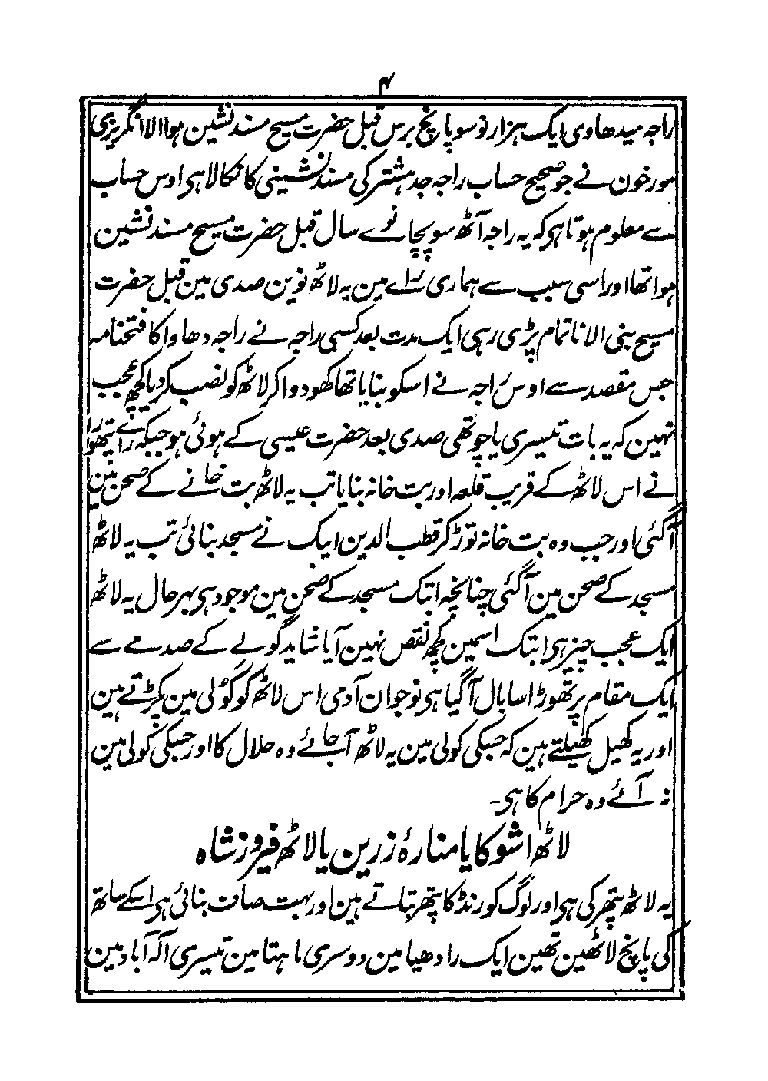 ۴
راجہ میدھاوی ایک ہزار نو سو پانچ برس قبل حضرت مسیح مسند نشین ہوا الا انگریزی
مورخون نے جو صحیح حساب راجہ جدہشتر کی مسند نشینی کا نکالا ہی اوس حساب
سے معلوم ہوتا ہی کہ یہ راجہ آٹھ سو پچانوے سال قبل حضرت مسیح مسند نشین
ہوا تھا اور اسی سبب سے ہماری راے مین یہ لاٹھ نوین صدی مین قبل حضرت
مسیح بنی الا ناتمام پڑی رہی ایک مدت بعد کسی راجہ نے راجہ دھاوا کا فتحنامہ
جس مقصد سے اوس راجہ نے اسکو بنایا تھا کھودواکر لاٹھ کو نصب کردیا کچھ عجب
نہین کہ یہ بات تیسری یا چوتھی صدی بعد حضرت عیسی کے ہوئی ہو جبکہ راے پتھورا
نے اس لاٹھ کے قریب قلعہ اور بت خانہ بنایا تب یہ لاٹھ بت خانے کے صحن مین
آگئی اور جب وہ بت خانہ توڑ کر قطب الدین ایبک نے مسجد بنائی تب یہ لاٹھ
مسجد کے صحن مین آگئی چنانچہ ابتک مسجد کے صحن مین موجود ہی بہر حال یہ لاٹھ
ایک عجب چیز ہی ابتک اسمین کچھ نقص نہین آیا شاید گولے کے صدمے سے
ایک مقام پر تھوڑا سا بال آگیا ہی نوجوان آدمی اس لاٹھ کو کولی مین پکڑتے ہین
اور یہ کھیل کھیلتے ہین کہ جسکی کولی مین یہ لاٹھ آجائے وہ حلال کا اور جسکی کولی مین
نہ آئے وہ حرام کا ہی۔
لاٹھ اشوکا یا منارۂ زرین یا لاٹھ فیروز شاہ
یہ لاٹھ پتھر کی ہی اور لوگ کورنڈ کا پتھر بتاتے ہین اور بہت صاف بنائی ہی اسکے ساتھ
کی پانچ لاٹھین تھین ایک رادھیا مین دوسری ماہتا مین تیسری الہ آباد مین